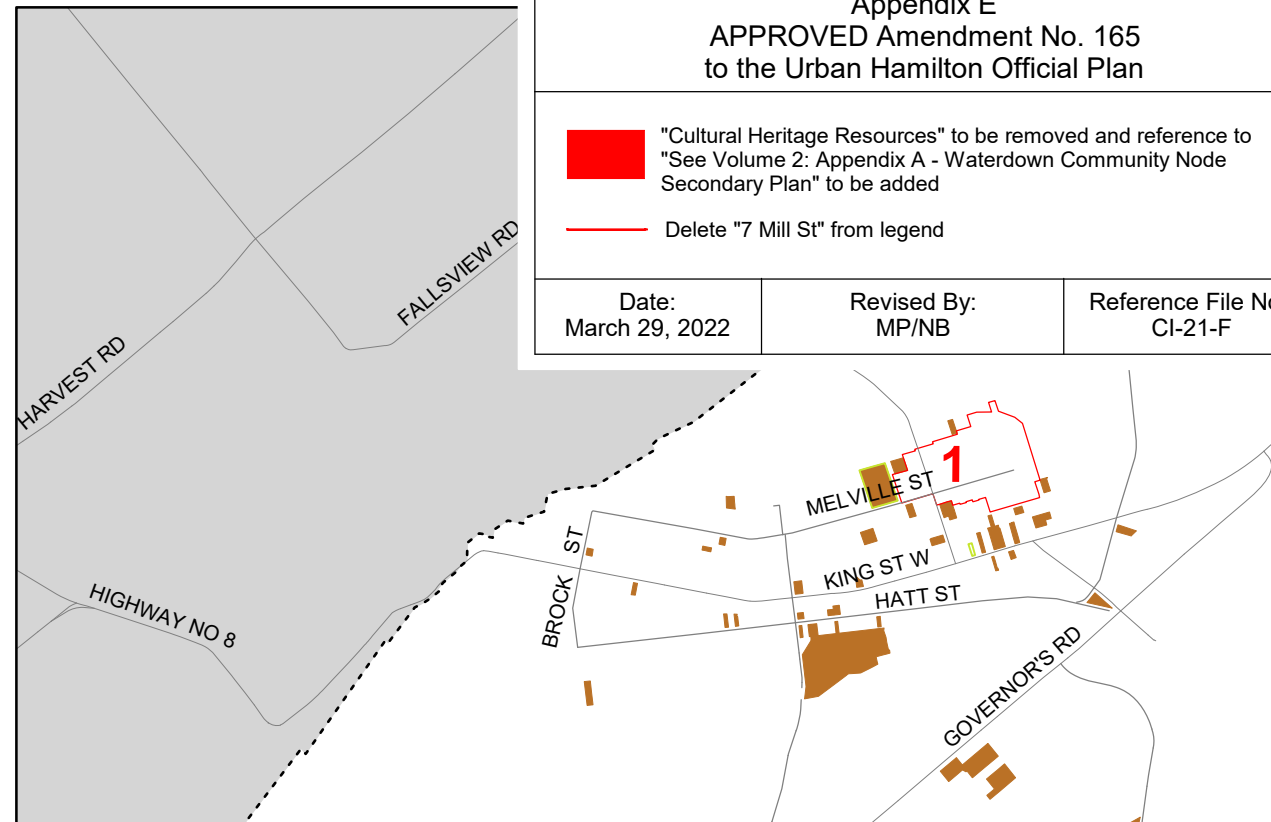 Appendix E
APPROVED Amendment No. 165
to the Urban Hamilton Official Plan
"Cultural Heritage Resources" to be removed and reference to
"See Volume 2: Appendix A - Waterdown Community Node
Secondary Plan" to be added
Delete "7 Mill St" from legend
Date:
March 29, 2022
Revised By:
MP/NB
Reference File No
CI-21-F
FALLSVIEW RD
HARVEST RD
1
MELVILLE ST
BROCK ST
KING ST W
HATT ST
HIGHWAY NO 8
GOVERNOR'S RD